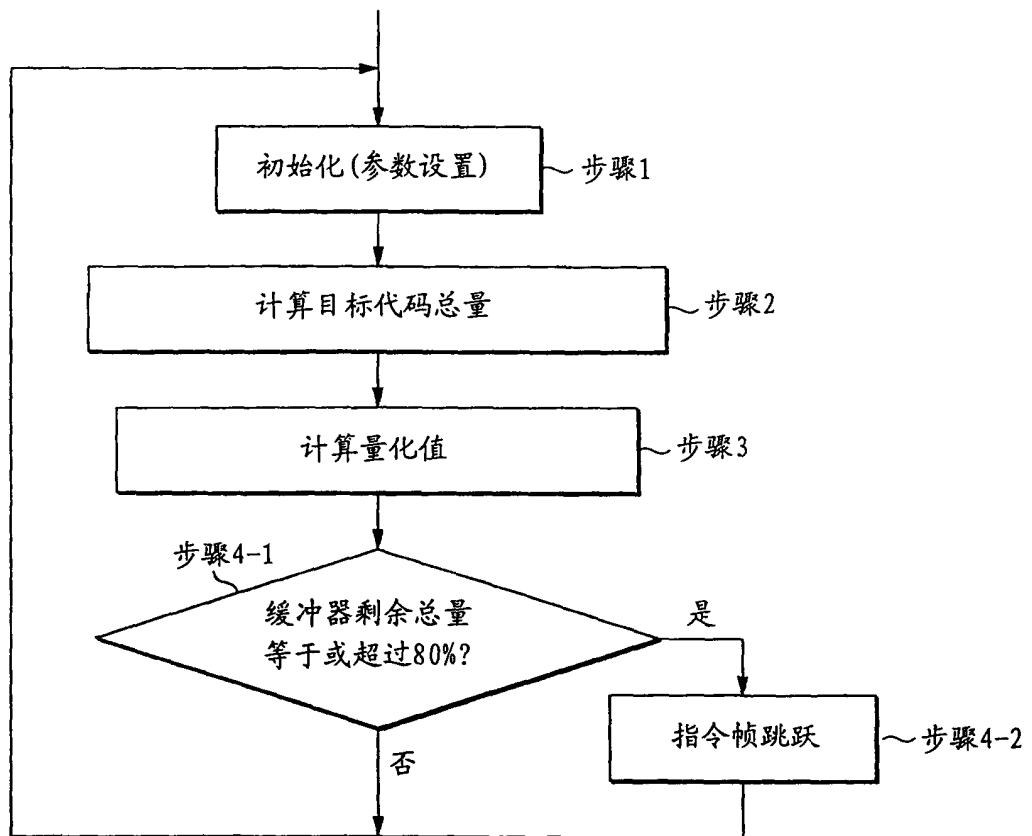 初始化(参数设置)
步骤1
计算目标代码总量
步骤2
计算量化值
步骤3
步骤4-1
缓冲器剩余总量
等于或超过80%?
是
指令帧跳跃
步骤4-2
否